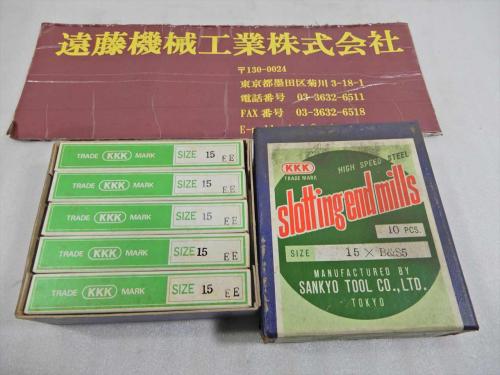 遠藤機械工業株式会社
〒130-0024
東京都墨田区菊川3-18-1
電話番号 03-3632-6511
FAX番号 03-3632-6518
TRADE KKK MARK SIZE 15 EE
TRADE KKK MARK SIZE 15 EE
TRADE KKK MARK SIZE 15 EE
TRADE KKK MARK SIZE 15 EE
TRADE KKK MARK SIZE 15 EE
KKK
TRADE MARK
HIGH SPEED STEEL
slotting end mills
10 PCS.
SIZE 15 × B&S5
MANUFACTURED BY
SANKYO TOOL CO., LTD.
TOKYO